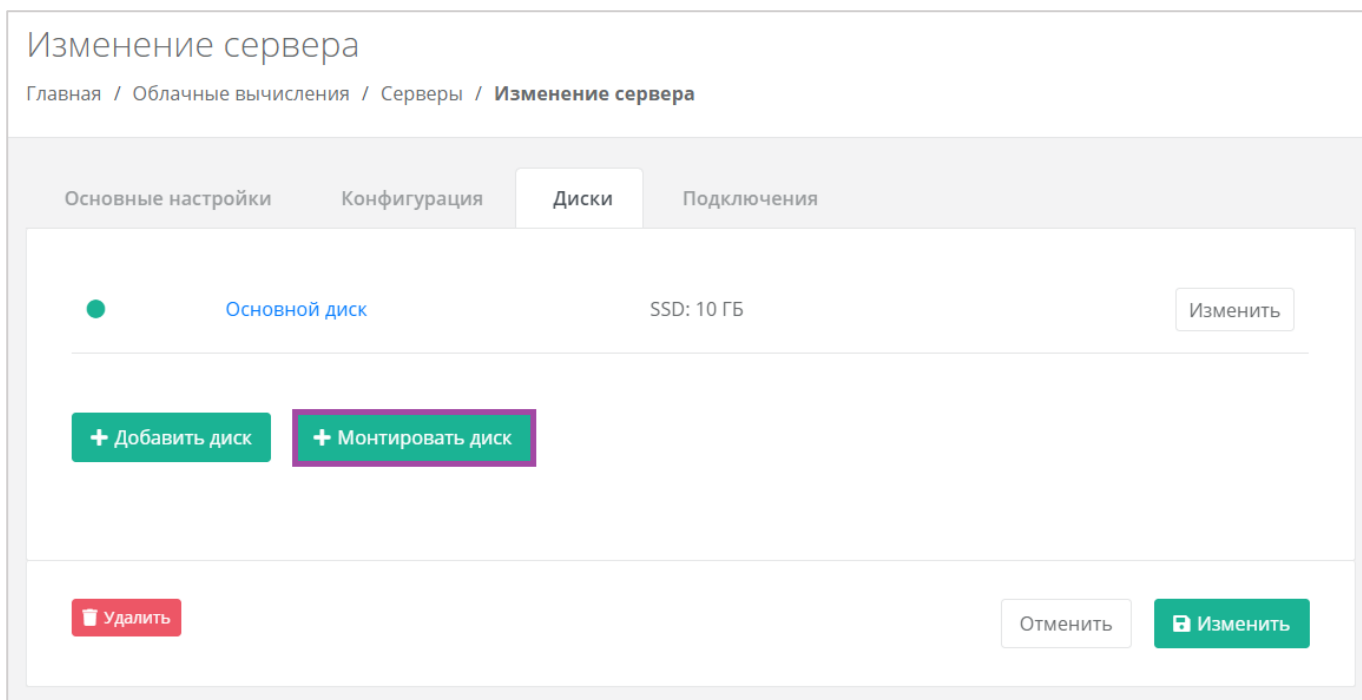 Изменение сервера
Главная / Облачные вычисления / Серверы / Изменение сервера
Основные настройки Конфигурация Диски Подключения
Основной диск SSD: 10 ГБ Изменить
+ Добавить диск + Монтировать диск
Удалить Отменить Изменить